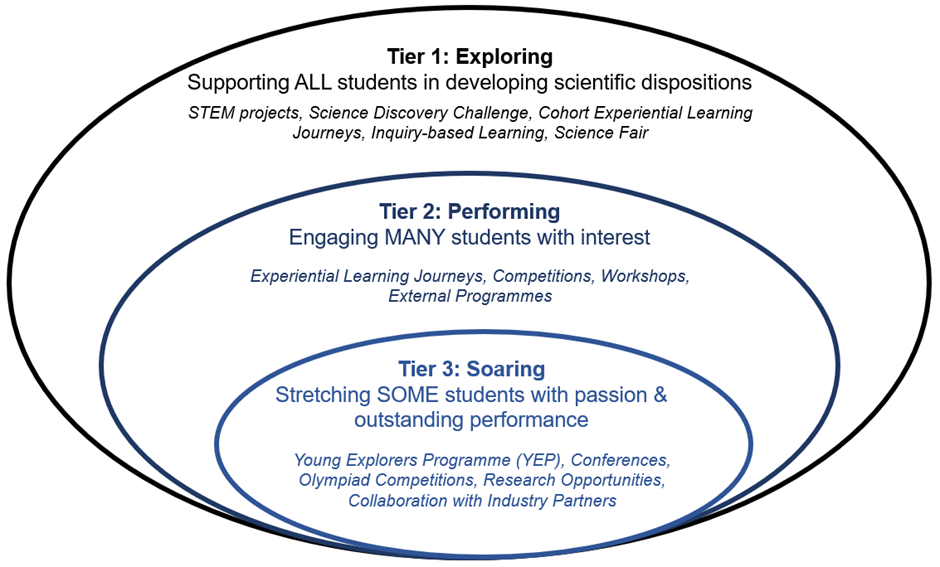 Tier 1: Exploring
Supporting ALL students in developing scientific dispositions
STEM projects, Science Discovery Challenge, Cohort Experiential Learning
Journeys, Inquiry-based Learning, Science Fair
Tier 2: Performing
Engaging MANY students with interest
Experiential Learning Journeys, Competitions, Workshops,
External Programmes
Tier 3: Soaring
Stretching SOME students with passion &
outstanding performance
Young Explorers Programme (YEP), Conferences,
Olympiad Competitions, Research Opportunities,
Collaboration with Industry Partners